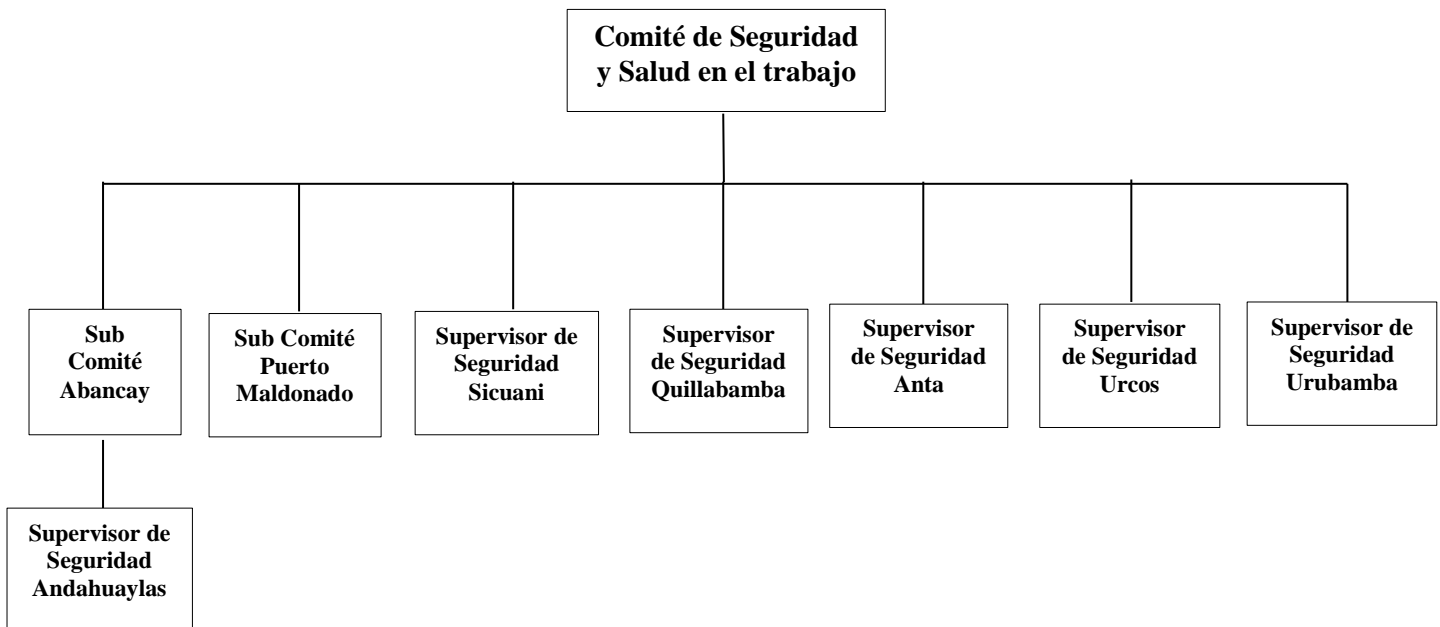 Comité de Seguridad
y Salud en el trabajo
Sub
Comité
Abancay
Sub Comité
Puerto
Maldonado
Supervisor de
Seguridad
Sicuani
Supervisor
de Seguridad
Quillabamba
Supervisor
de Seguridad
Anta
Supervisor
de Seguridad
Urcos
Supervisor de
Seguridad
Urubamba
Supervisor de
Seguridad
Andahuaylas